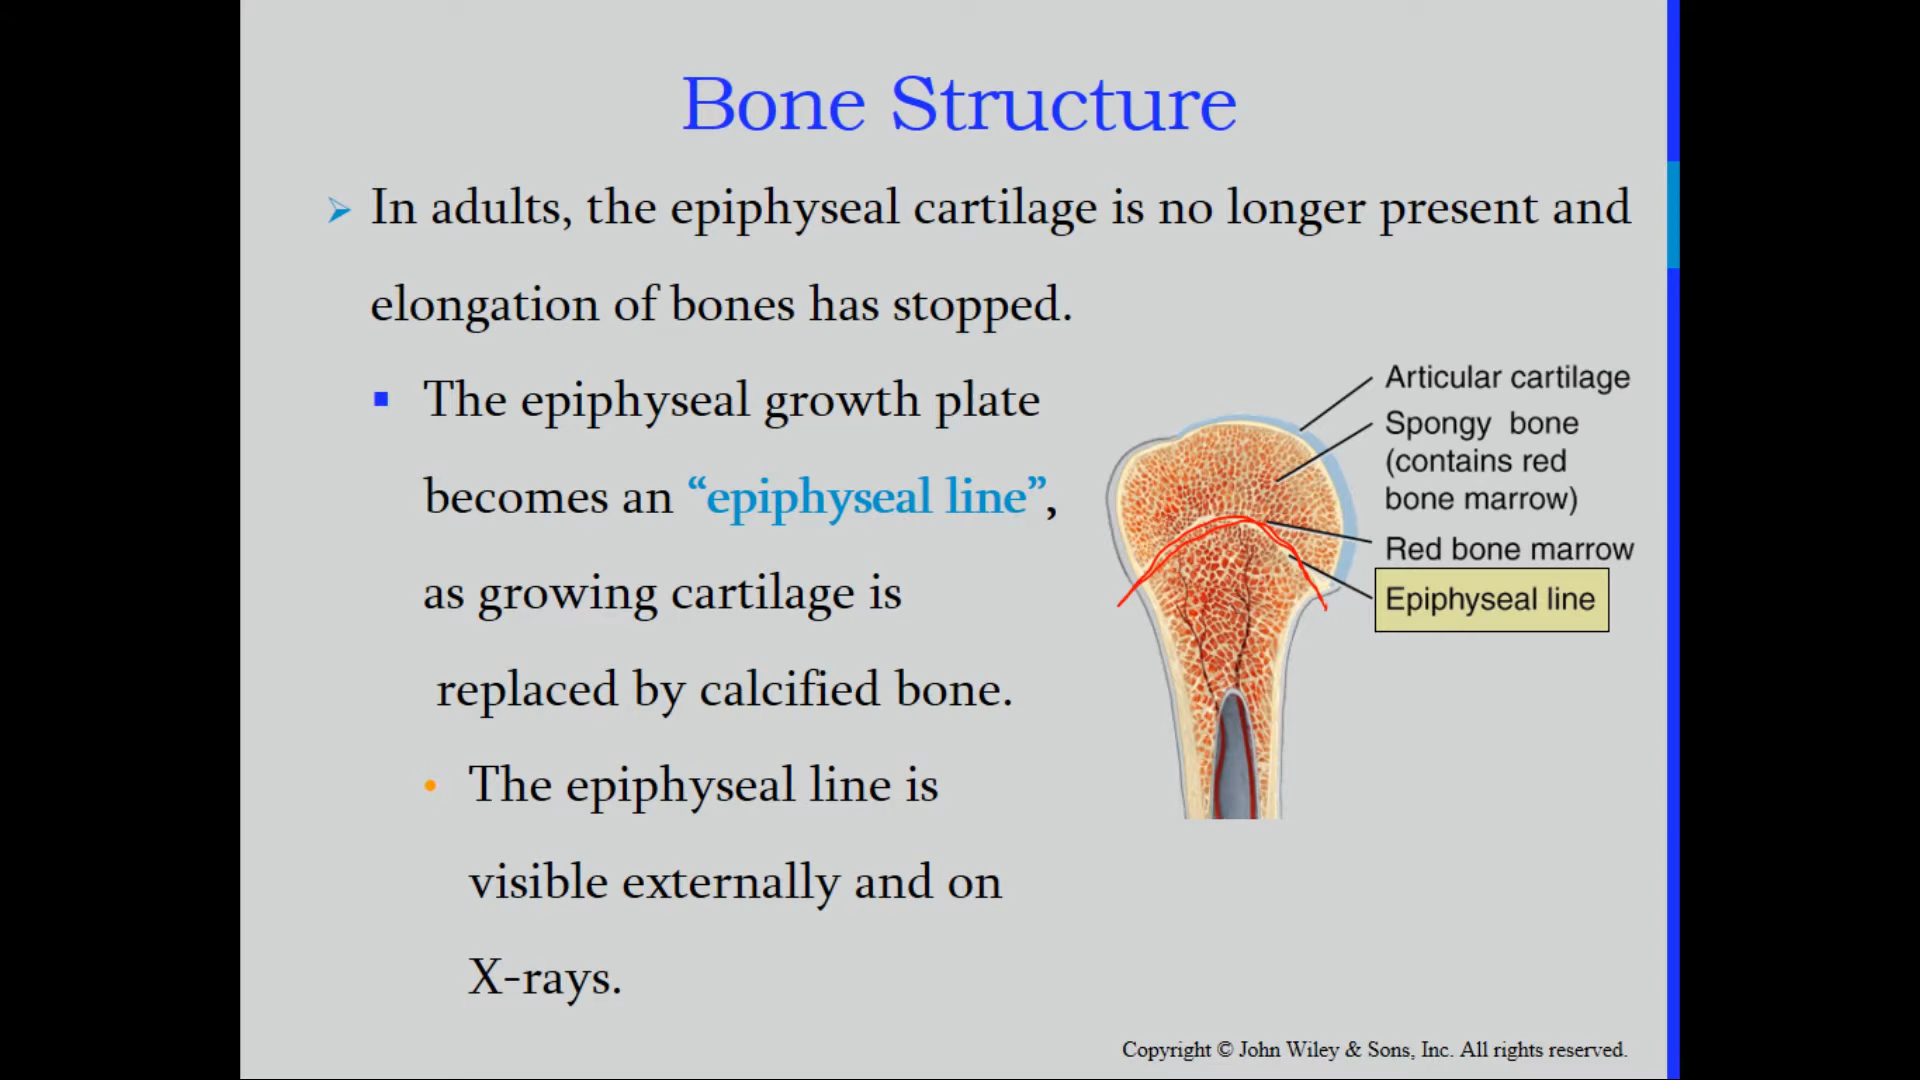 Bone Structure
In adults, the epiphyseal cartilage is no longer present and
elongation of bones has stopped.
The epiphyseal growth plate
becomes an “epiphyseal line”,
as growing cartilage is
replaced by calcified bone.
The epiphyseal line is
visible externally and on
X-rays.
Articular cartilage
Spongy bone
(contains red
bone marrow)
Red bone marrow
Epiphyseal line
Copyright © John Wiley & Sons, Inc. All rights reserved.